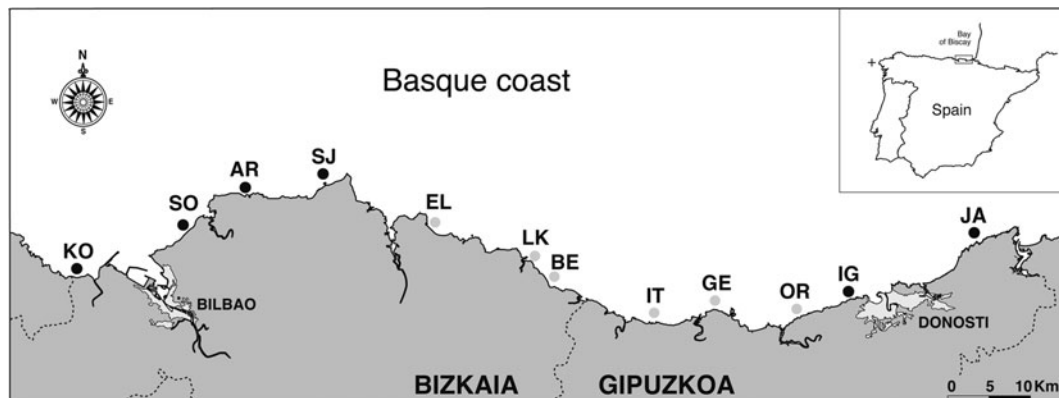 Bay
of Biscay
Spain
N
W
E
S
Basque coast
KO
SO
AR
SJ
EL
LK
BE
IT
GE
OR
IG
JA
BILBAO
DONOSTI
BIZKAIA
GIPUZKOA
0 5 10 Km